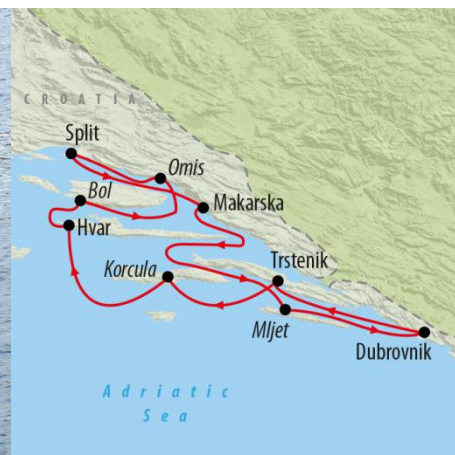 CROATIA
Split
Omis
Bol
Makarska
Hvar
Korcula
Trstenik
Mljet
Dubrovnik
Adriatic
Sea